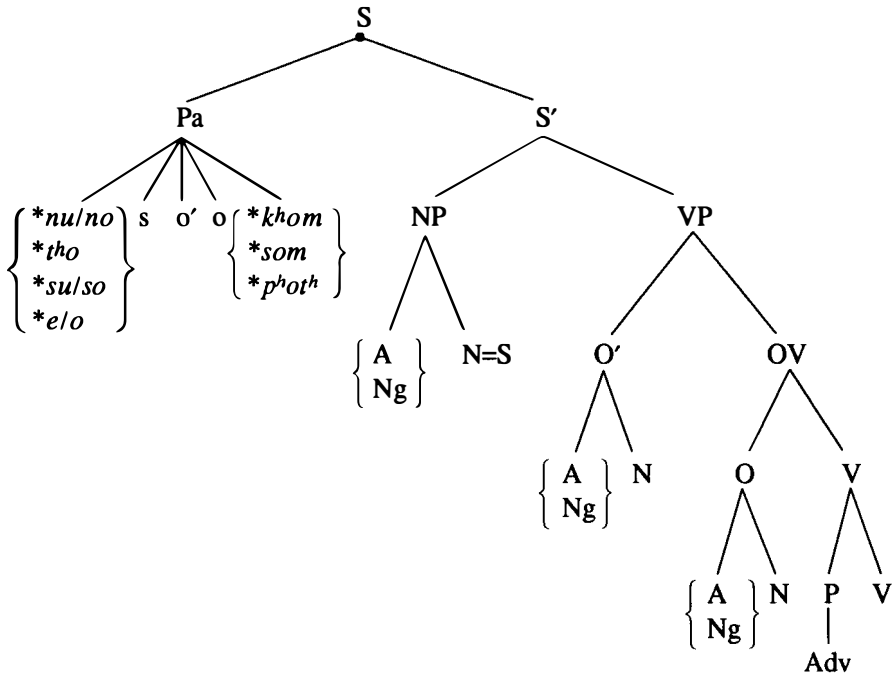 S
Pa S′
*nu/no s o′ o *kʰom NP VP
*tʰo *som
*su/so *pʰotʰ
*e/o
A N=S O′ OV
Ng
A N O V
Ng
A N P V
Ng
Adv